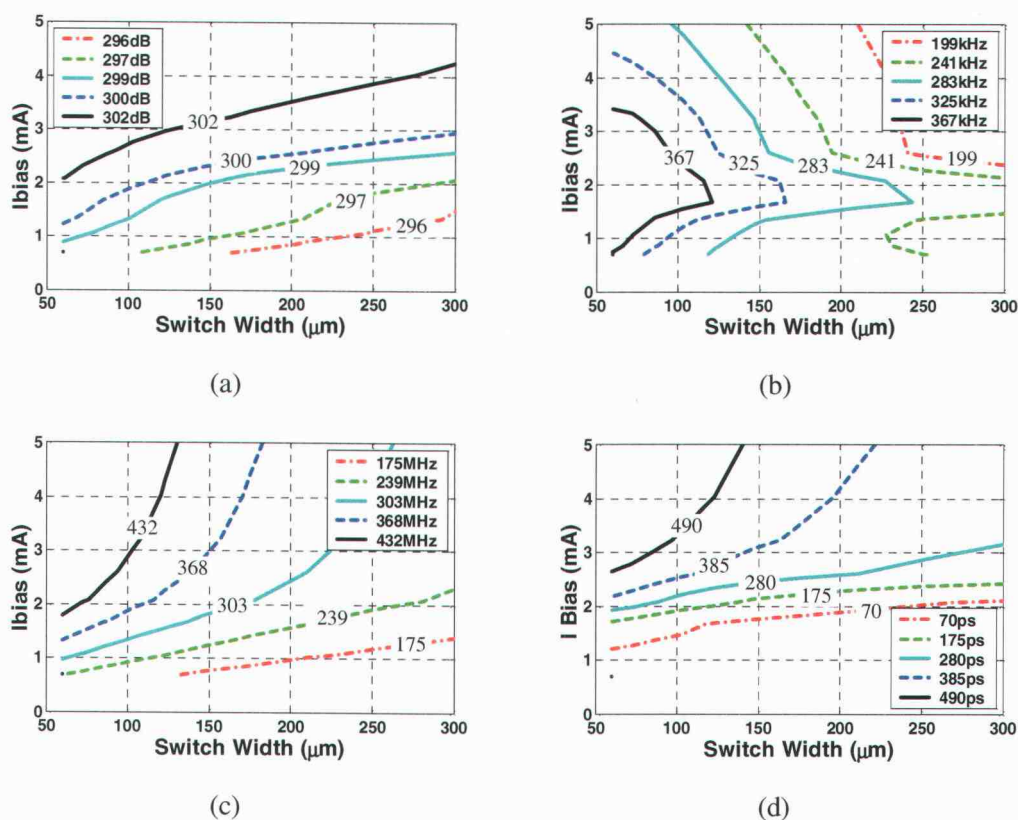 5
4
3
2
1
0
Ibias (mA)
296dB
297dB
299dB
300dB
302dB
302
300
299
297
296
50 100 150 200 250 300
Switch Width (μm)
(a)
5
4
3
2
1
0
Ibias (mA)
199kHz
241kHz
283kHz
325kHz
367kHz
367
325
283
241
199
50 100 150 200 250 300
Switch Width (μm)
(b)
5
4
3
2
1
0
Ibias (mA)
175MHz
239MHz
303MHz
368MHz
432MHz
432
368
303
239
175
50 100 150 200 250 300
Switch Width (μm)
(c)
5
4
3
2
1
0
I Bias (mA)
490
385
280
175
70
70ps
175ps
280ps
385ps
490ps
50 100 150 200 250 300
Switch Width (μm)
(d)